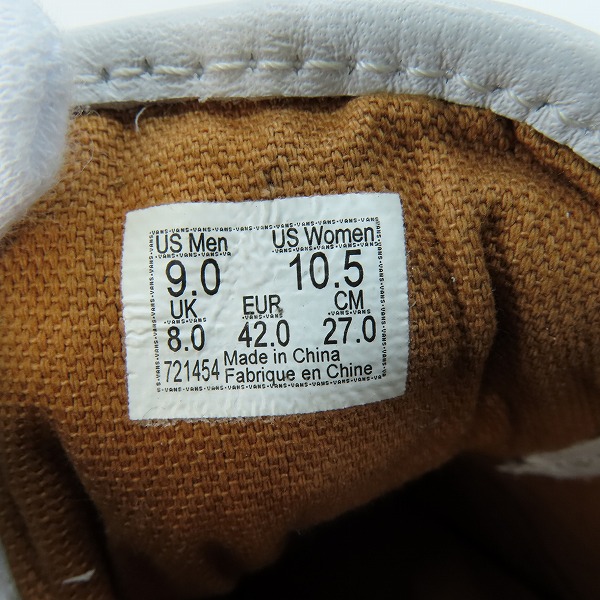 US Men US Women
9.0 10.5
UK EUR CM
8.0 42.0 27.0
721454 Made in China
Fabrique en Chine